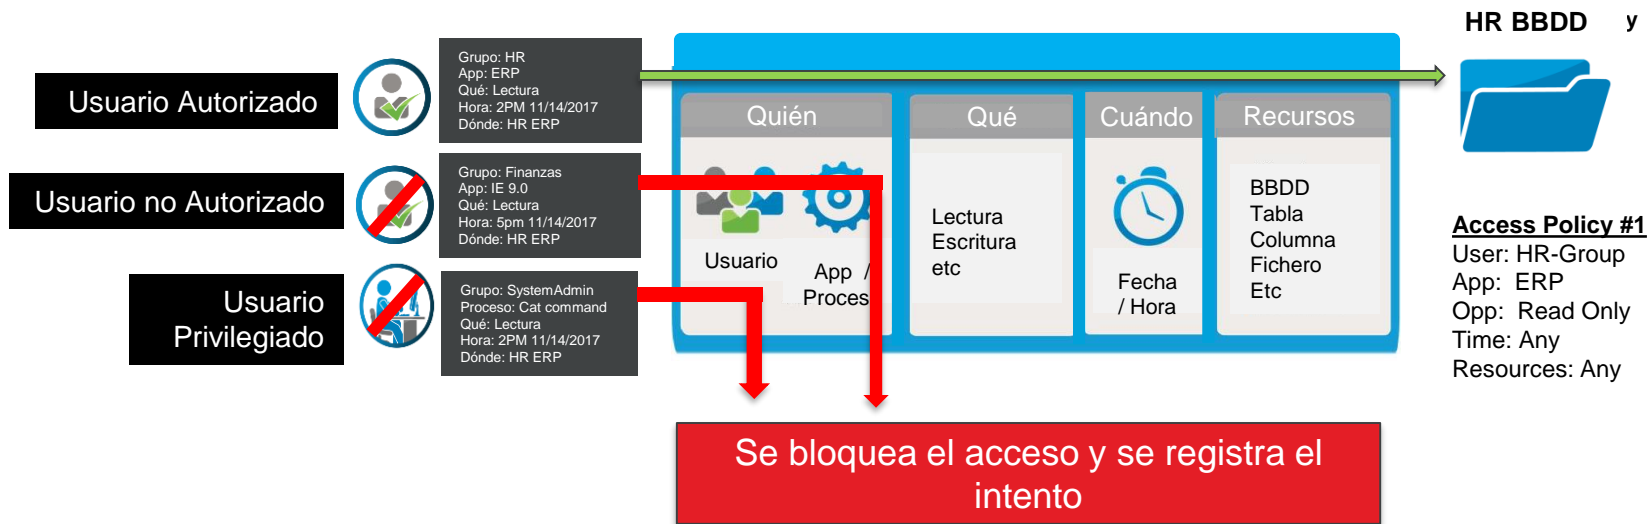 HR BBDD y
Usuario Autorizado
Grupo: HR
App: ERP
Qué: Lectura
Hora: 2PM 11/14/2017
Dónde: HR ERP
Usuario no Autorizado
Grupo: Finanzas
App: IE 9.0
Qué: Lectura
Hora: 5pm 11/14/2017
Dónde: HR ERP
Usuario
Privilegiado
Grupo: SystemAdmin
Proceso: Cat command
Qué: Lectura
Hora: 2PM 11/14/2017
Dónde: HR ERP
Quién
Usuario
App /
Proces
Qué
Lectura
Escritura
etc
Cuándo
Fecha
/ Hora
Recursos
BBDD
Tabla
Columna
Fichero
Etc
Access Policy #1
User: HR-Group
App: ERP
Opp: Read Only
Time: Any
Resources: Any
Se bloquea el acceso y se registra el
intento